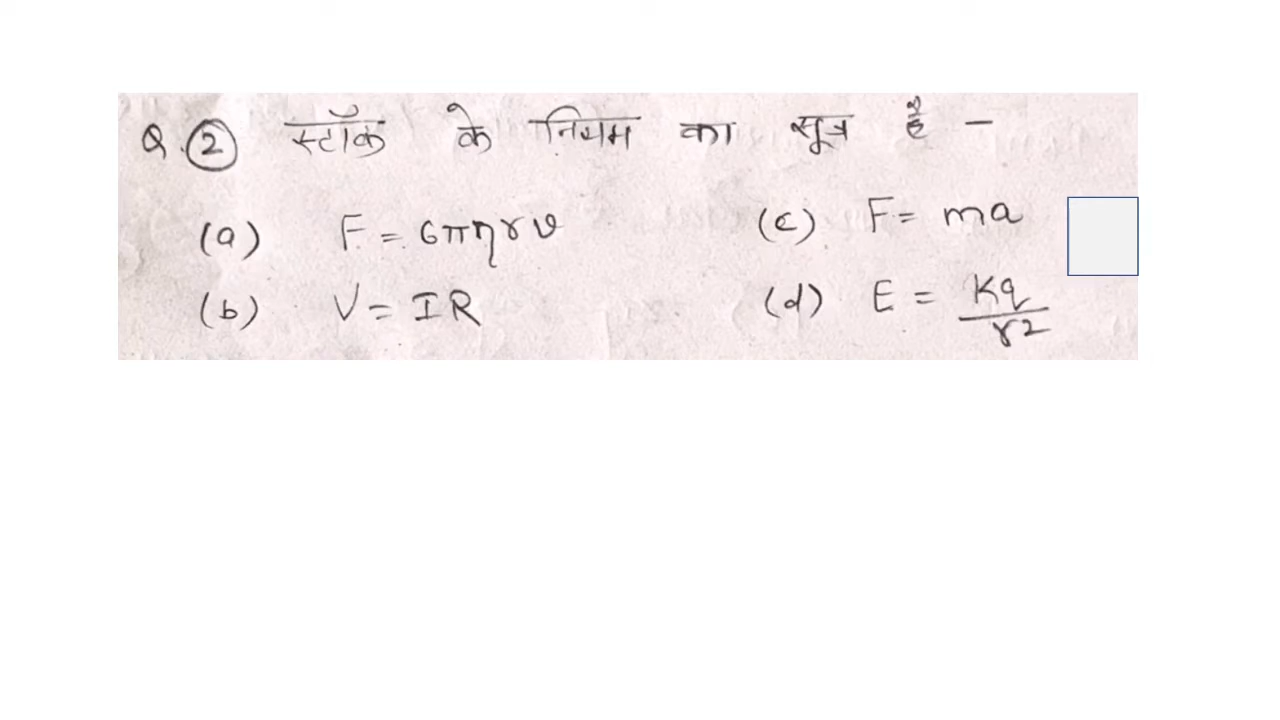 Q. ② स्टॉक के नियम का सूत्र है –
(a) F = 6πηrv
(c) F = ma
(b) V = IR
(d) E = Kq/r2